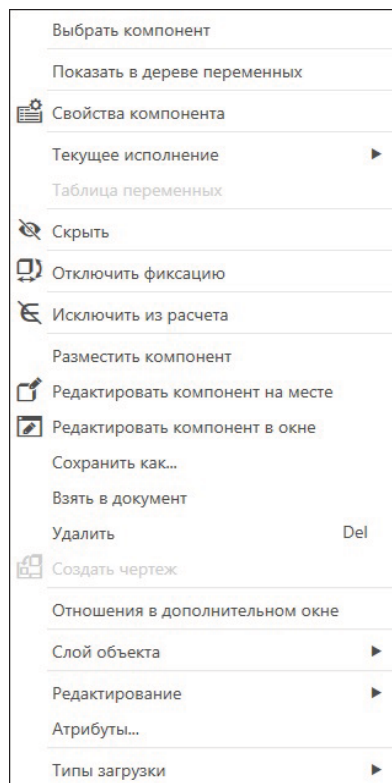 Выбрать компонент
Показать в дереве переменных
Свойства компонента
Текущее исполнение
Таблица переменных
Скрыть
Отключить фиксацию
Исключить из расчета
Разместить компонент
Редактировать компонент на месте
Редактировать компонент в окне
Сохранить как...
Взять в документ
Удалить Del
Создать чертеж
Отношения в дополнительном окне
Слой объекта
Редактирование
Атрибуты...
Типы загрузки